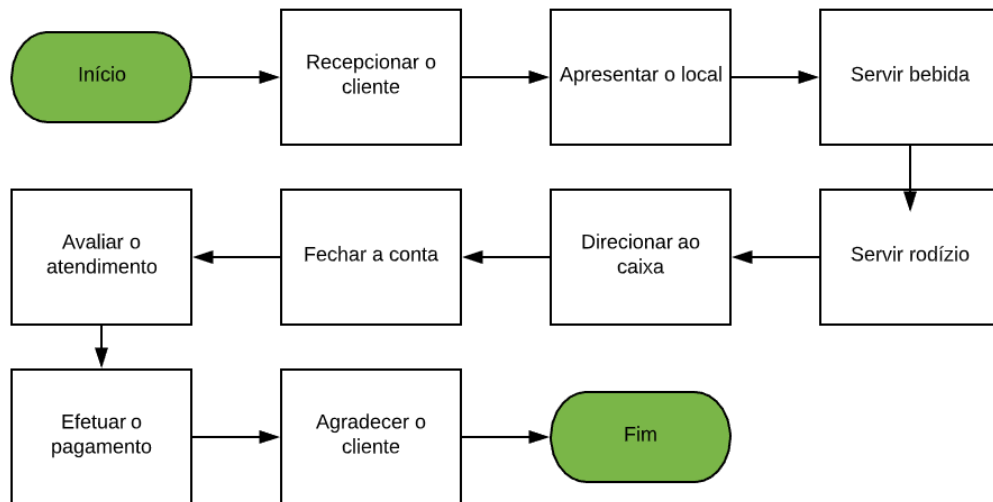 Início
Recepcionar o
cliente
Apresentar o local
Servir bebida
Servir rodízio
Direcionar ao
caixa
Fechar a conta
Avaliar o
atendimento
Efetuar o
pagamento
Agradecer o
cliente
Fim